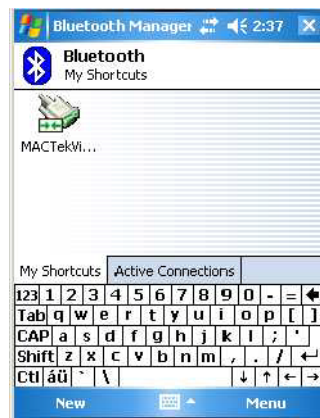 Bluetooth Manager 2:37
Bluetooth
My Shortcuts
MACTekVi...
My Shortcuts Active Connections
123 1 2 3 4 5 6 7 8 9 0 - =
Tab q w e r t y u i o p [ ]
CAP a s d f g h j k l ; '
Shift z x c v b n m , . /
Ctl áü ` \
New Menu